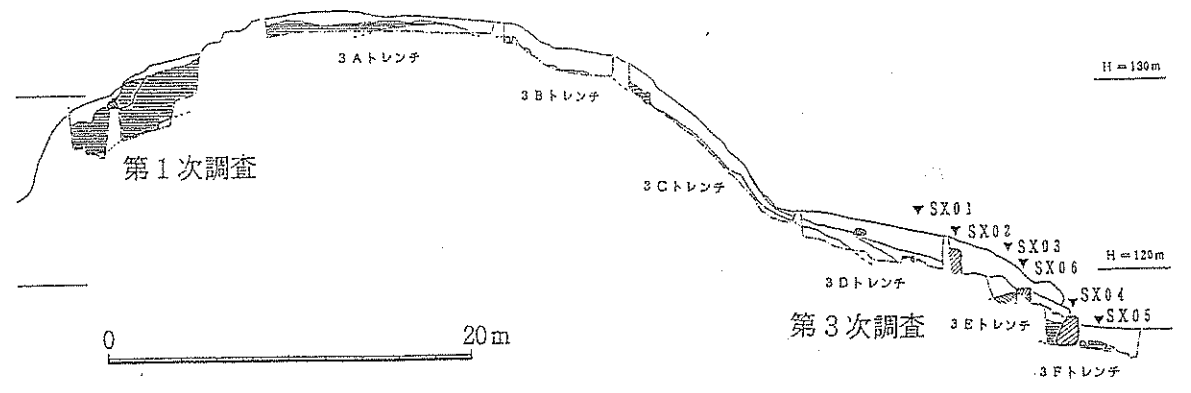 3Aトレンチ
H=130m
3Bトレンチ
第1次調査
3Cトレンチ
SX01
SX02
SX03
H=120m
SX06
3Dトレンチ
SX04
第3次調査
3Eトレンチ
SX05
0
20m
3Fトレンチ